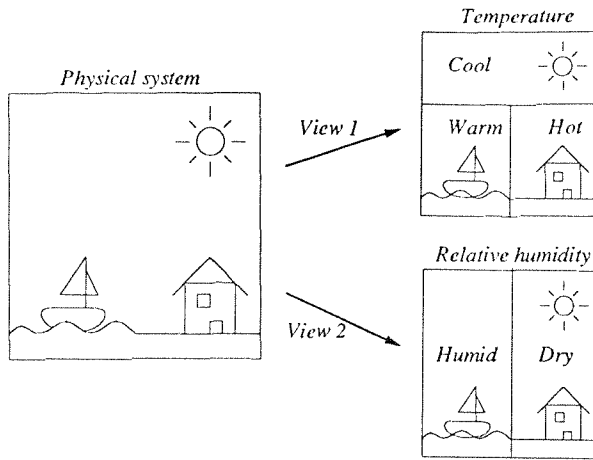 Physical system
View 1
View 2
Temperature
Cool
Warm Hot
Relative humidity
Humid Dry